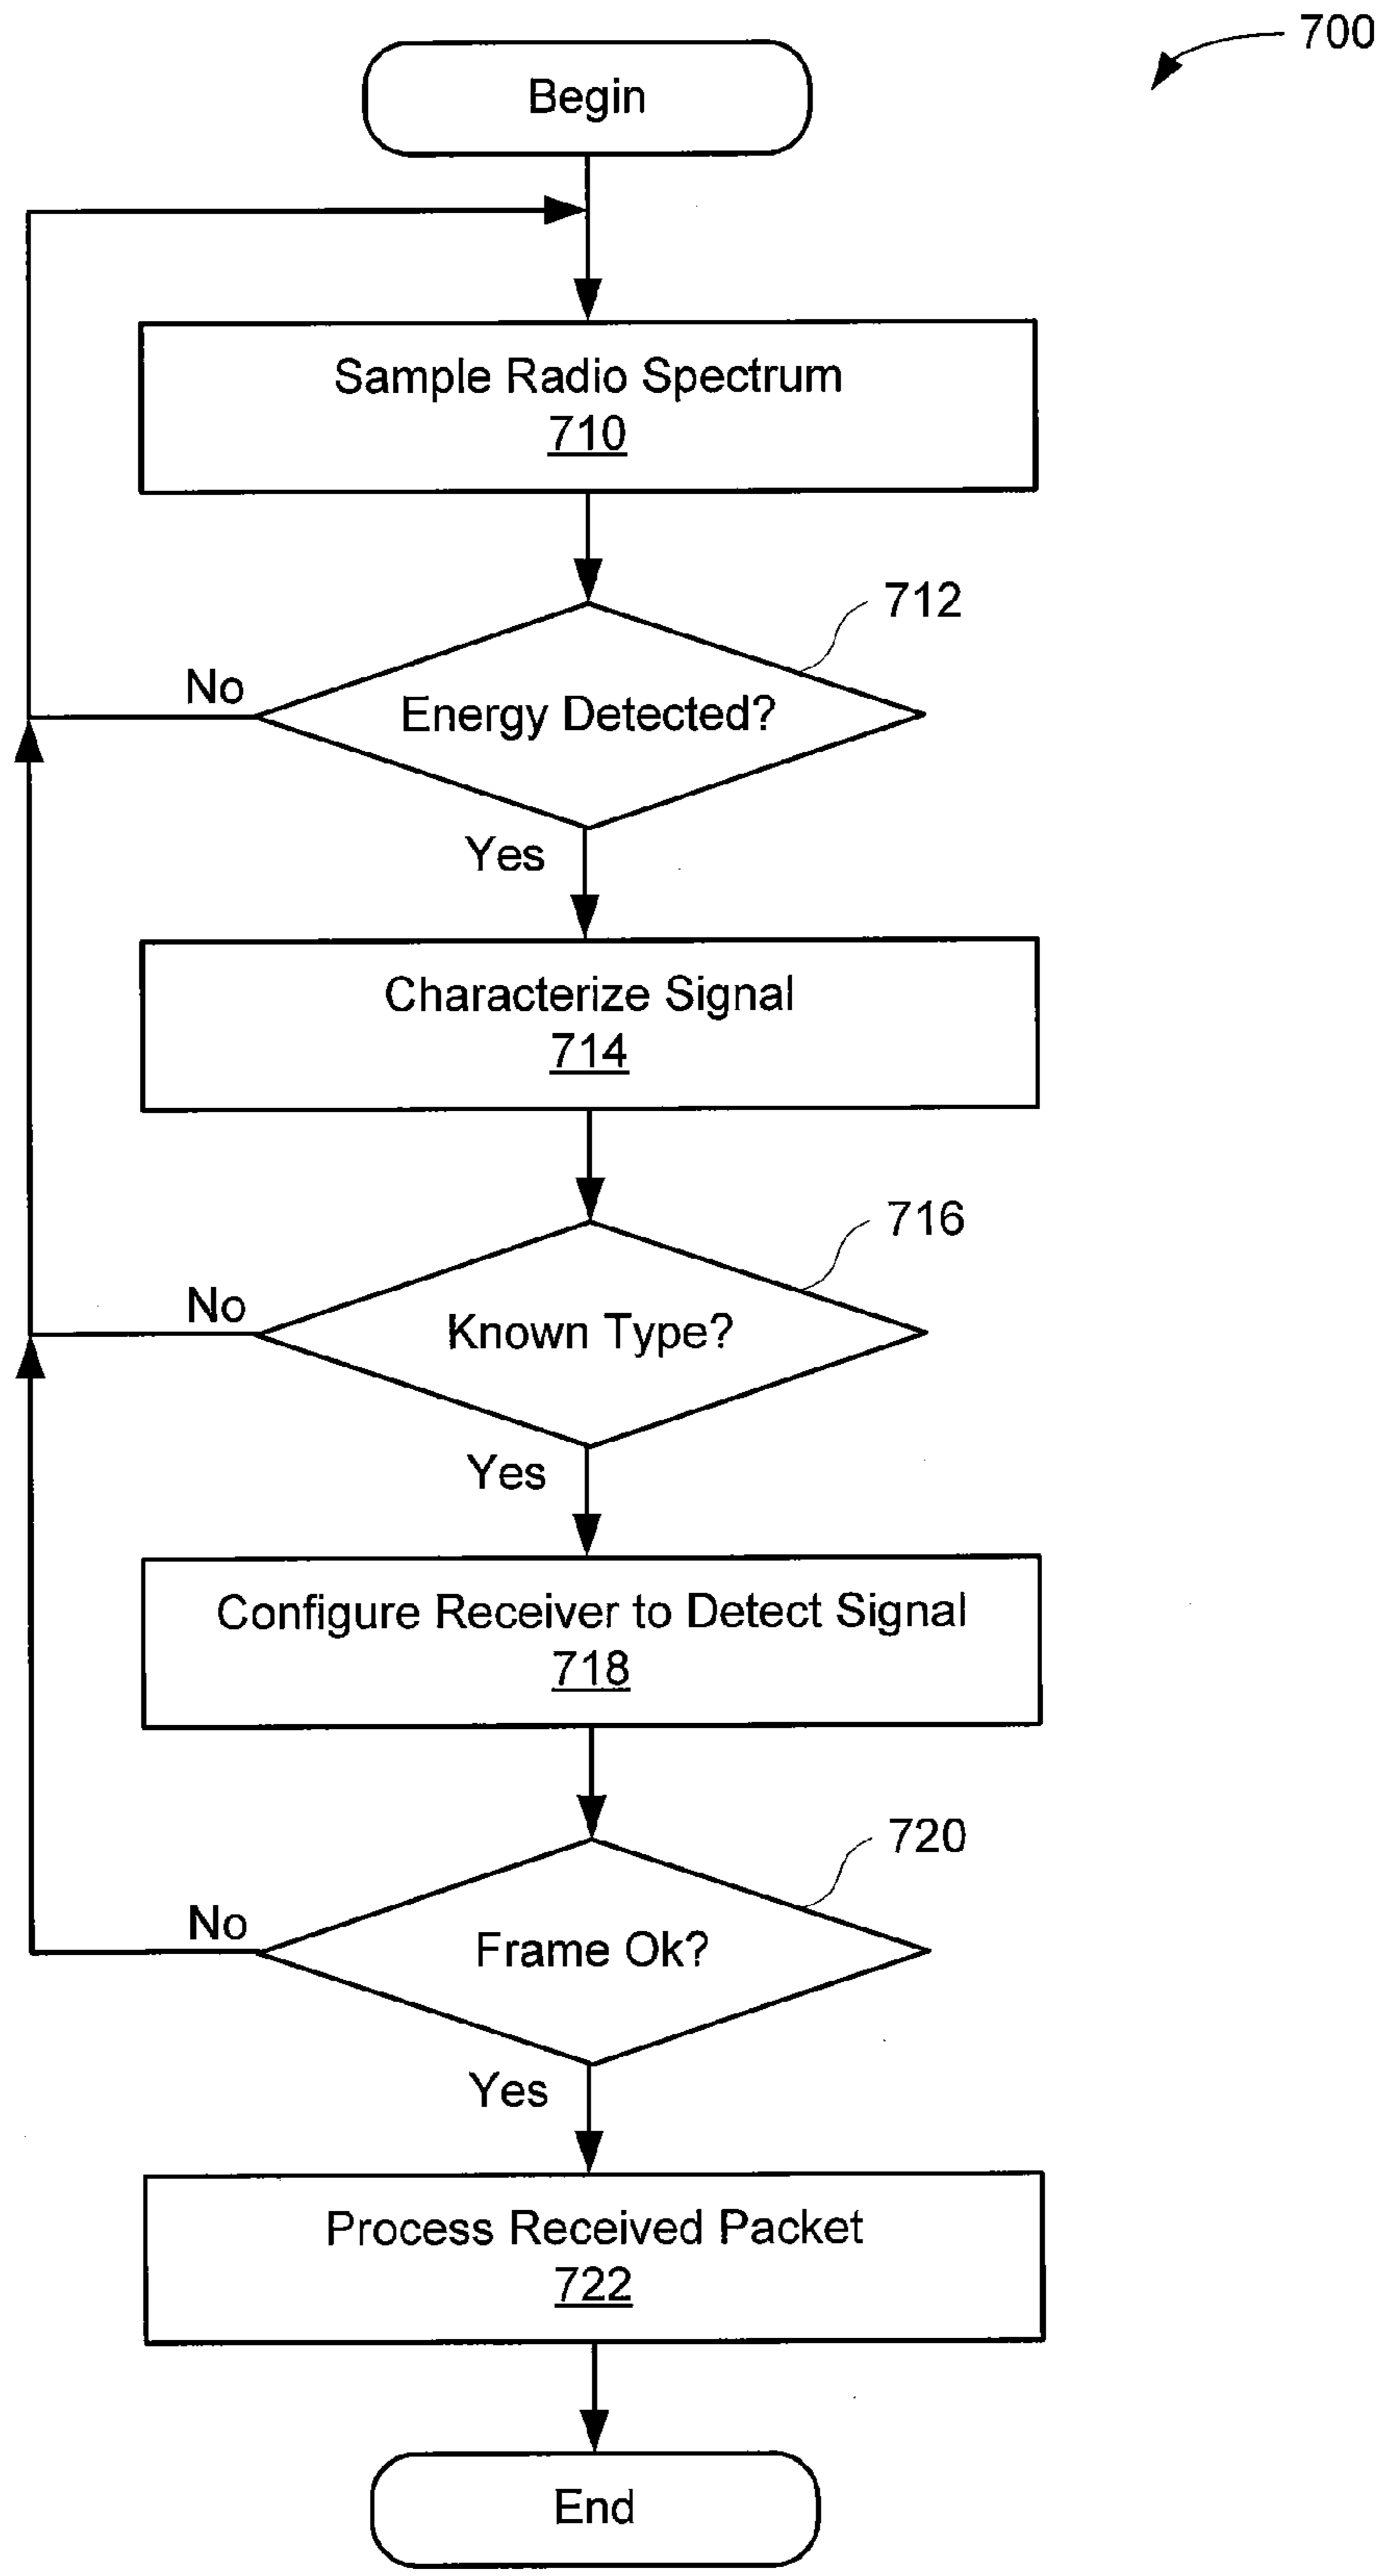 700
Begin
Sample Radio Spectrum
710
712
No
Energy Detected?
Yes
Characterize Signal
714
716
No
Known Type?
Yes
Configure Receiver to Detect Signal
718
720
No
Frame Ok?
Yes
Process Received Packet
722
End